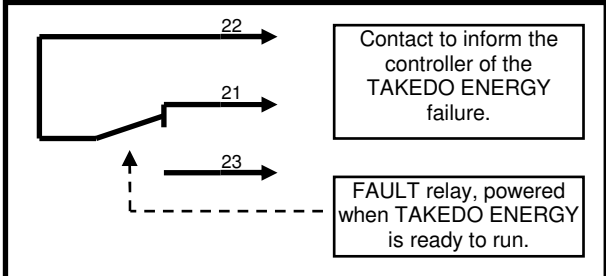 22
Contact to inform the
controller of the
TAKEDO ENERGY
failure.
21
23
FAULT relay, powered
when TAKEDO ENERGY
is ready to run.